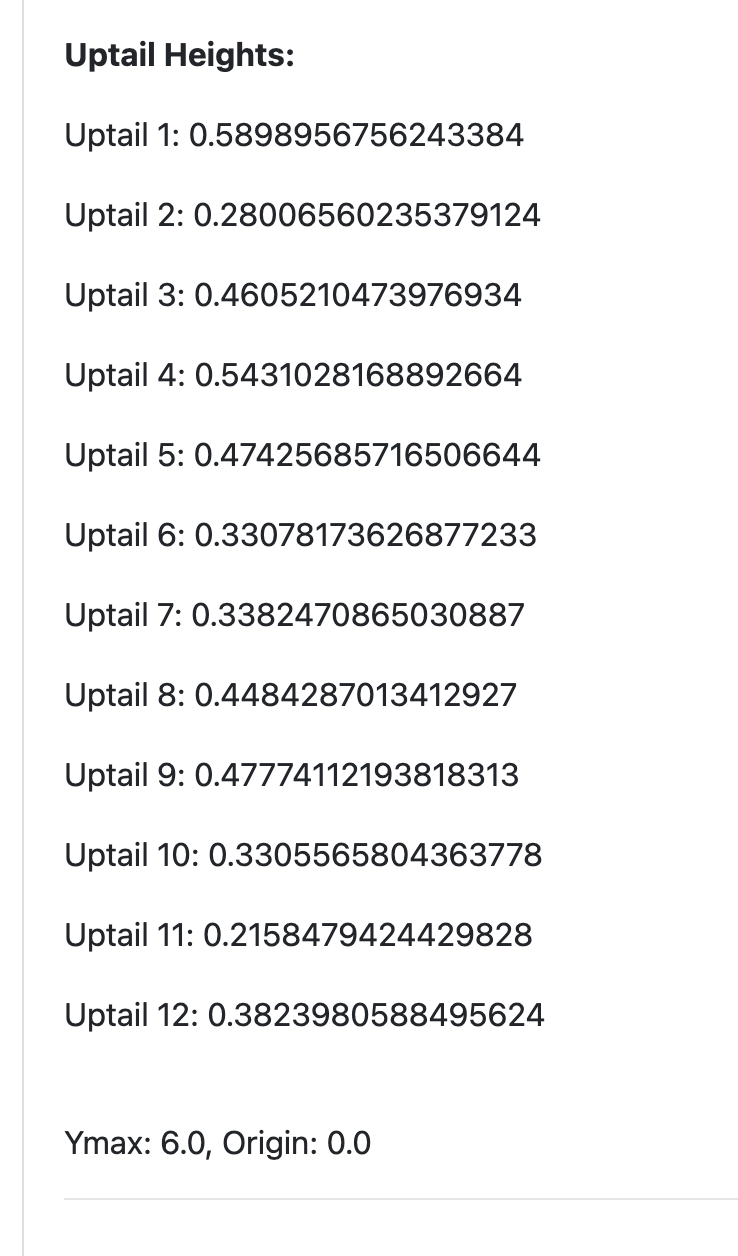 Uptail Heights:
Uptail 1: 0.5898956756243384
Uptail 2: 0.28006560235379124
Uptail 3: 0.4605210473976934
Uptail 4: 0.5431028168892664
Uptail 5: 0.47425685716506644
Uptail 6: 0.33078173626877233
Uptail 7: 0.3382470865030887
Uptail 8: 0.4484287013412927
Uptail 9: 0.47774112193818313
Uptail 10: 0.3305565804363778
Uptail 11: 0.2158479424429828
Uptail 12: 0.3823980588495624
Ymax: 6.0, Origin: 0.0